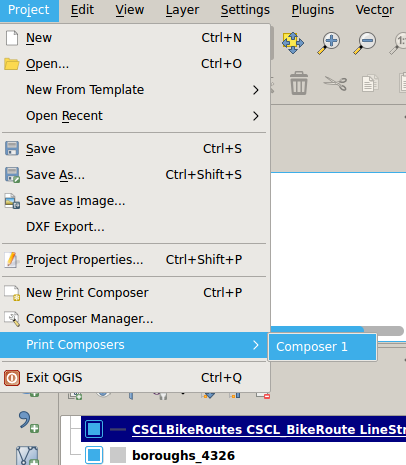 Project Edit View Layer Settings Plugins Vector
New Ctrl+N
Open... Ctrl+O
New From Template
Open Recent
Save Ctrl+S
Save As... Ctrl+Shift+S
Save as Image...
DXF Export...
Project Properties... Ctrl+Shift+P
New Print Composer Ctrl+P
Composer Manager...
Print Composers Composer 1
Exit QGIS Ctrl+Q
CSCLBikeRoutes CSCL_BikeRoute LineStr
boroughs_4326